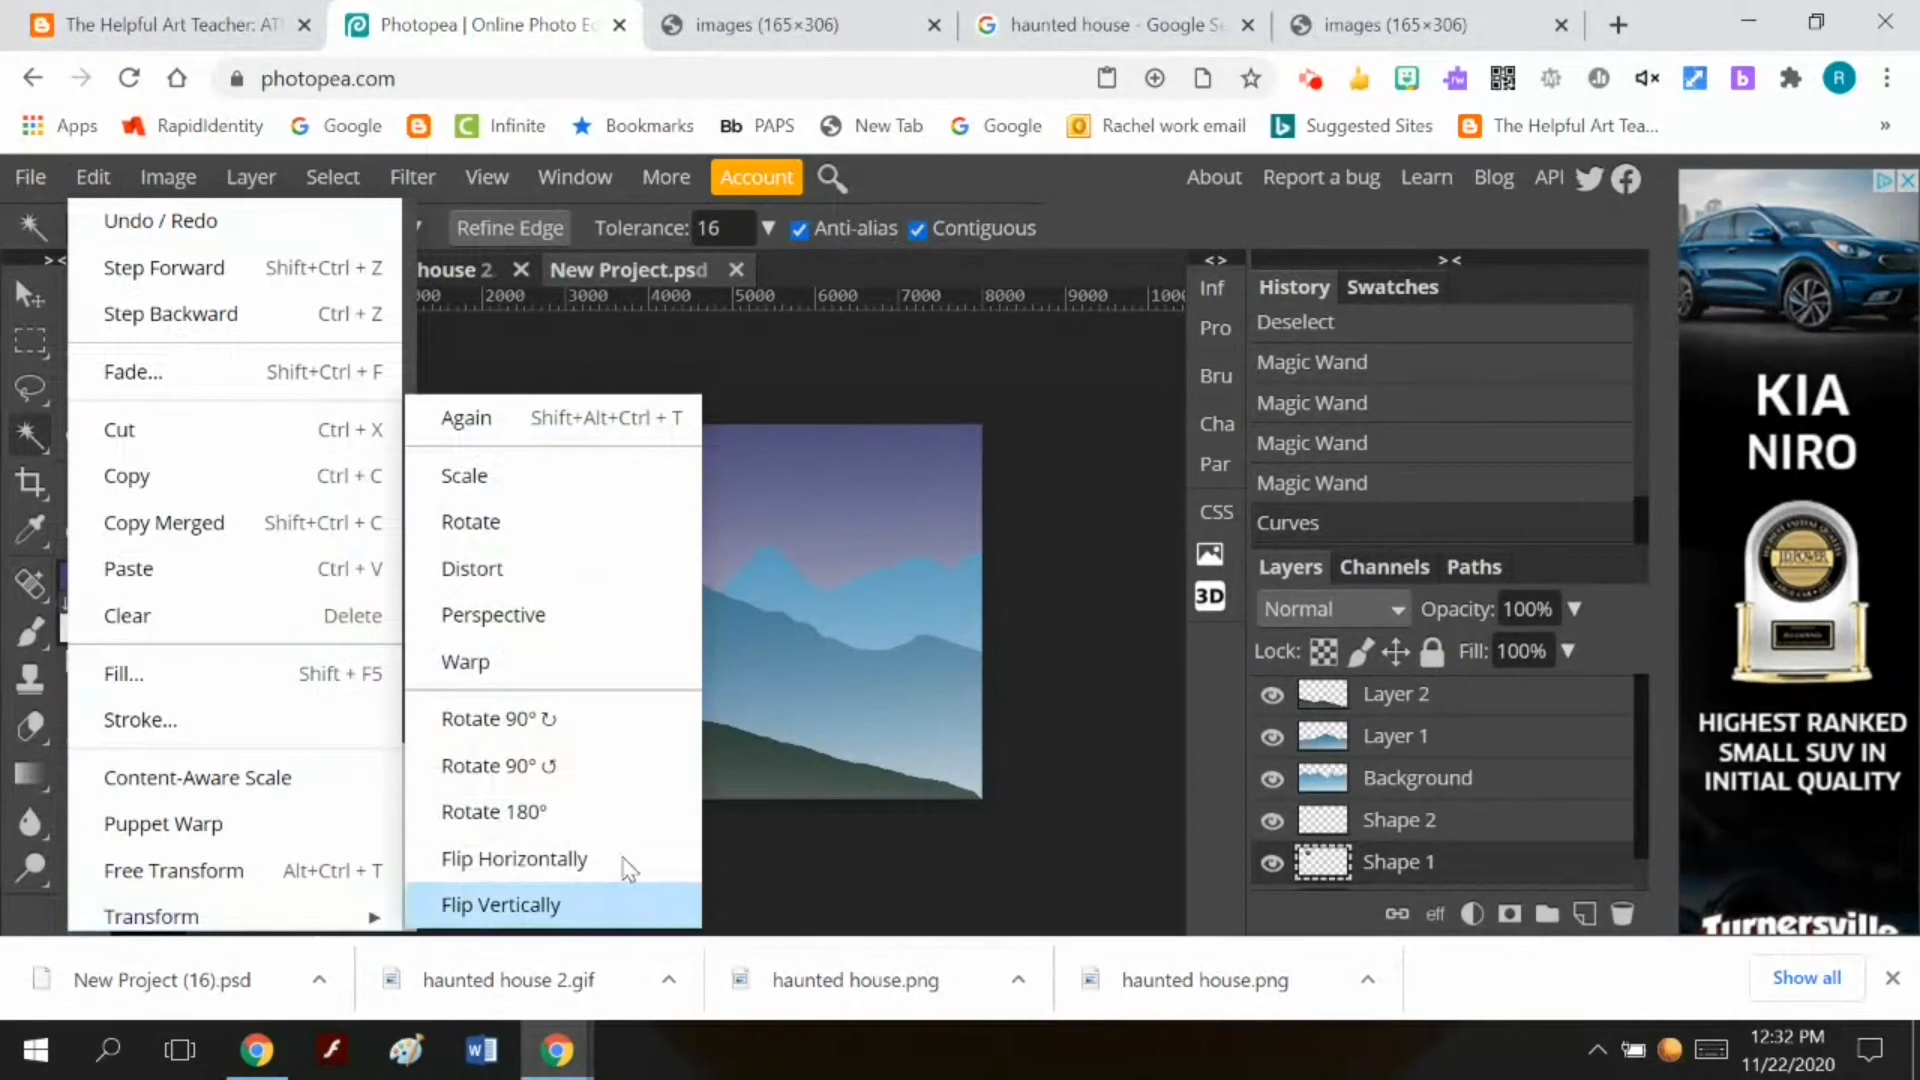 The Helpful Art Teacher: AT
Photopea | Online Photo Ed
images (165×306)
haunted house - Google Se
images (165×306)
photopea.com
Apps
RapidIdentity
Google
Infinite
Bookmarks
Bb PAPS
New Tab
Google
Rachel work email
Suggested Sites
The Helpful Art Tea...
»
File Edit Image Layer Select Filter View Window More Account
About Report a bug Learn Blog API
Refine Edge Tolerance: 16 Anti-alias Contiguous
house 2
New Project.psd
000 2000 3000 4000 5000 6000 7000 8000 9000 1000
Undo / Redo
Step Forward Shift+Ctrl + Z
Step Backward Ctrl + Z
Fade... Shift+Ctrl + F
Cut Ctrl + X
Copy Ctrl + C
Copy Merged Shift+Ctrl + C
Paste Ctrl + V
Clear Delete
Fill... Shift + F5
Stroke...
Content-Aware Scale
Puppet Warp
Free Transform Alt+Ctrl + T
Transform
Again Shift+Alt+Ctrl + T
Scale
Rotate
Distort
Perspective
Warp
Rotate 90° ↻
Rotate 90° ↺
Rotate 180°
Flip Horizontally
Flip Vertically
Inf
Pro
Bru
Cha
Par
CSS
3D
History Swatches
Deselect
Magic Wand
Magic Wand
Magic Wand
Magic Wand
Curves
Layers Channels Paths
Normal Opacity: 100%
Lock: Fill: 100%
Layer 2
Layer 1
Background
Shape 2
Shape 1
eff
KIA
NIRO
J.D. POWER
HIGHEST RANKED
SMALL SUV IN
INITIAL QUALITY
Turnersville
New Project (16).psd
haunted house 2.gif
haunted house.png
haunted house.png
Show all
12:32 PM
11/22/2020